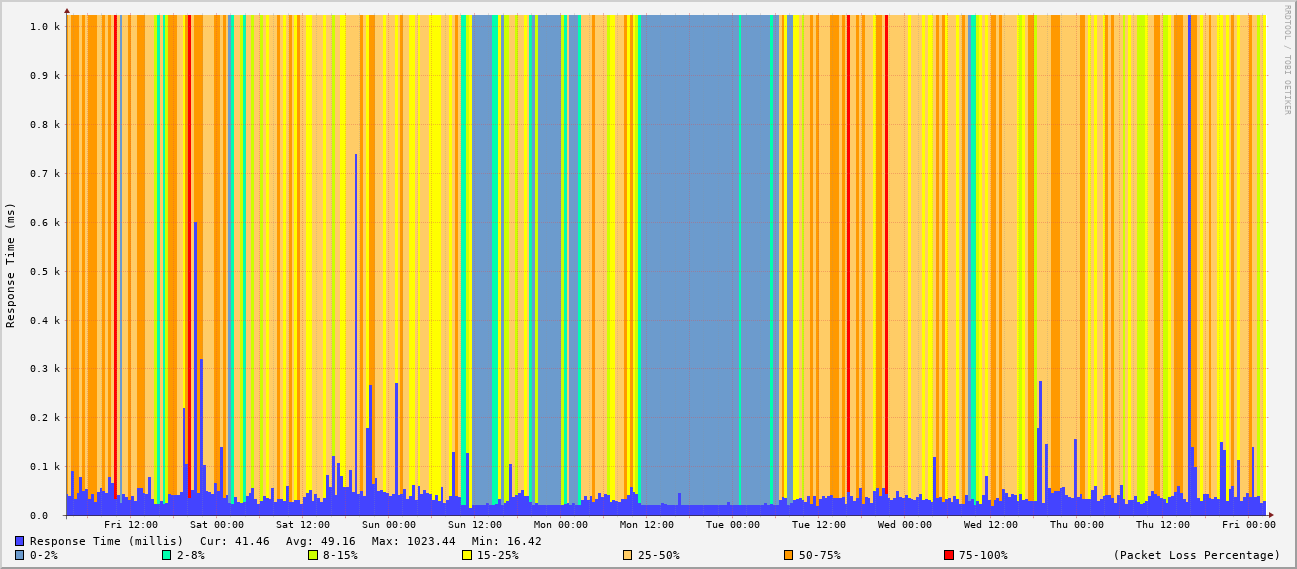 RRDTOOL / TOBI OETIKER
Response Time (ms)
1.0 k
0.9 k
0.8 k
0.7 k
0.6 k
0.5 k
0.4 k
0.3 k
0.2 k
0.1 k
0.0
Fri 12:00 Sat 00:00 Sat 12:00 Sun 00:00 Sun 12:00 Mon 00:00 Mon 12:00 Tue 00:00 Tue 12:00 Wed 00:00 Wed 12:00 Thu 00:00 Thu 12:00 Fri 00:00
Response Time (millis) Cur: 41.46 Avg: 49.16 Max: 1023.44 Min: 16.42
0-2% 2-8% 8-15% 15-25% 25-50% 50-75% 75-100% (Packet Loss Percentage)